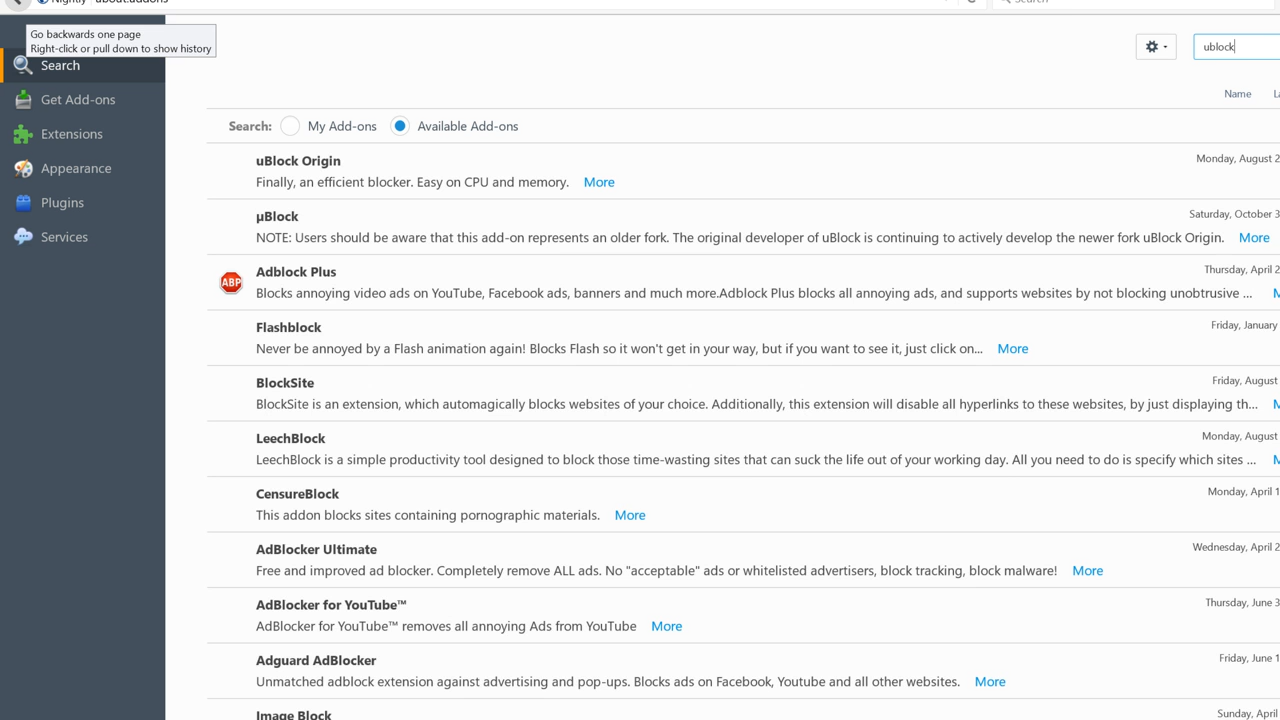 Nightly about:addons
Search
Go backwards one page
Right-click or pull down to show history
ublock
Search
Get Add-ons
Extensions
Appearance
Plugins
Services
Name
Search: My Add-ons Available Add-ons
uBlock Origin Monday, August 2
Finally, an efficient blocker. Easy on CPU and memory. More
µBlock Saturday, October 3
NOTE: Users should be aware that this add-on represents an older fork. The original developer of uBlock is continuing to actively develop the newer fork uBlock Origin. More
ABP
Adblock Plus Thursday, April 2
Blocks annoying video ads on YouTube, Facebook ads, banners and much more.Adblock Plus blocks all annoying ads, and supports websites by not blocking unobtrusive ...
Flashblock Friday, January
Never be annoyed by a Flash animation again! Blocks Flash so it won't get in your way, but if you want to see it, just click on... More
BlockSite Friday, August
BlockSite is an extension, which automagically blocks websites of your choice. Additionally, this extension will disable all hyperlinks to these websites, by just displaying th...
LeechBlock Monday, August
LeechBlock is a simple productivity tool designed to block those time-wasting sites that can suck the life out of your working day. All you need to do is specify which sites ...
CensureBlock Monday, April 1
This addon blocks sites containing pornographic materials. More
AdBlocker Ultimate Wednesday, April 2
Free and improved ad blocker. Completely remove ALL ads. No "acceptable" ads or whitelisted advertisers, block tracking, block malware! More
AdBlocker for YouTube™ Thursday, June 3
AdBlocker for YouTube™ removes all annoying Ads from YouTube More
Adguard AdBlocker Friday, June 1
Unmatched adblock extension against advertising and pop-ups. Blocks ads on Facebook, Youtube and all other websites. More
Image Block Sunday, April